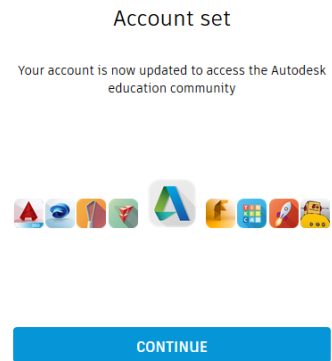 Account set
Your account is now updated to access the Autodesk
education community
CONTINUE